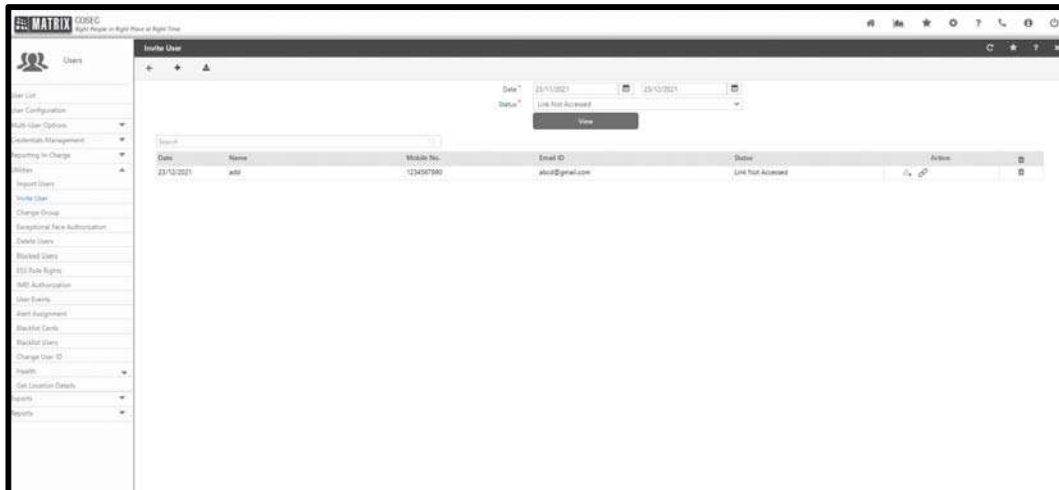 MATRIX COSEC
Right People in Right Place at Right Time
Users
Invite User
Date * 23/11/2021 23/12/2021
Status * Link Not Accessed
View
Search
Date Name Mobile No. Email ID Status Action
23/12/2021 add 1234567890 abcd@gmail.com Link Not Accessed
User List
User Configuration
Multi-User Options
Credentials Management
Reporting In-Charge
Utilities
Import Users
Invite User
Change Group
Exceptional Face Authorization
Delete Users
Blocked Users
ESS Role Rights
IMEI Authorization
User Events
Alert Assignment
Blacklist Cards
Blacklist Users
Change User ID
Health
Get Location Details
Exports
Reports